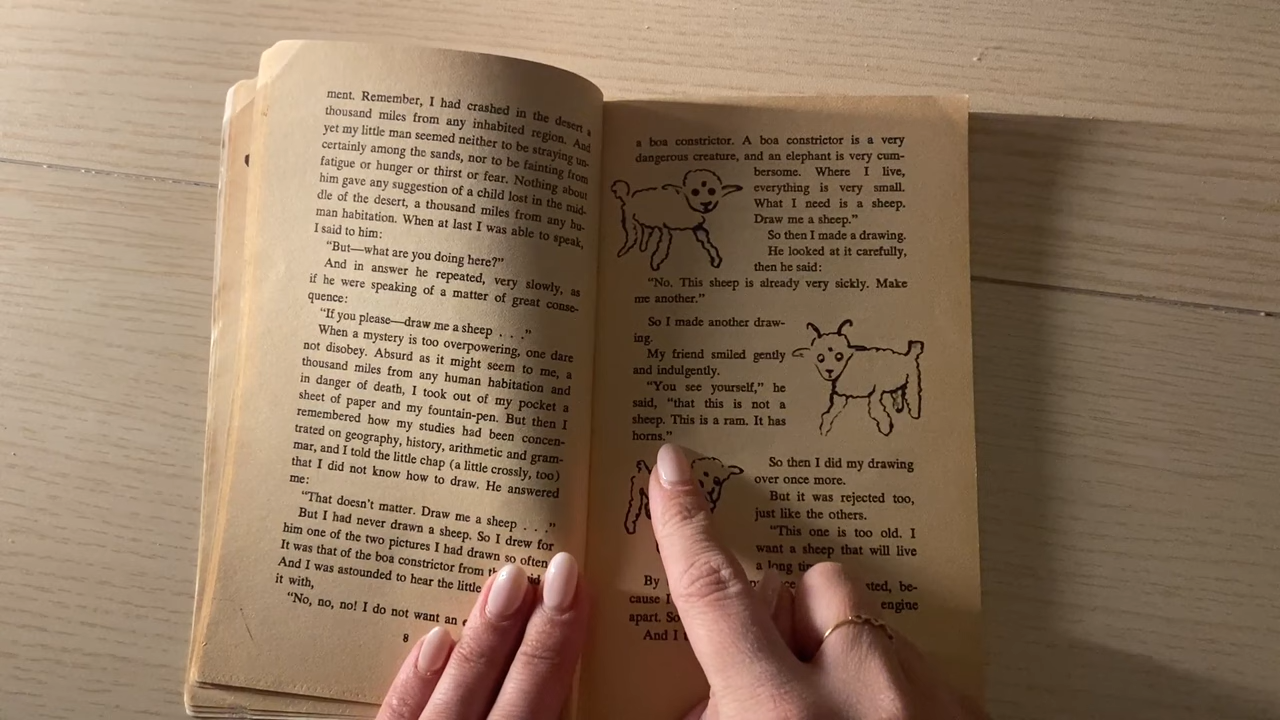 ment. Remember, I had crashed in the desert a
thousand miles from any inhabited region. And
yet my little man seemed neither to be straying un-
certainly among the sands, nor to be fainting from
fatigue or hunger or thirst or fear. Nothing about
him gave any suggestion of a child lost in the mid-
dle of the desert, a thousand miles from any hu-
man habitation. When at last I was able to speak,
I said to him:
"But—what are you doing here?"
And in answer he repeated, very slowly, as
if he were speaking of a matter of great conse-
quence:
"If you please—draw me a sheep . . ."
When a mystery is too overpowering, one dare
not disobey. Absurd as it might seem to me, a
thousand miles from any human habitation and
in danger of death, I took out of my pocket a
sheet of paper and my fountain-pen. But then I
remembered how my studies had been concen-
trated on geography, history, arithmetic and gram-
mar, and I told the little chap (a little crossly, too)
that I did not know how to draw. He answered
me:
"That doesn't matter. Draw me a sheep . . ."
But I had never drawn a sheep. So I drew for
him one of the two pictures I had drawn so often.
It was that of the boa constrictor from
And I was astounded to hear the little
it with,
"No, no, no! I do not want an
8
a boa constrictor. A boa constrictor is a very
dangerous creature, and an elephant is very cum-
bersome. Where I live,
everything is very small.
What I need is a sheep.
Draw me a sheep."
So then I made a drawing.
He looked at it carefully,
then he said:
"No. This sheep is already very sickly. Make
me another."
So I made another draw-
ing.
My friend smiled gently
and indulgently.
"You see yourself," he
said, "that this is not a
sheep. This is a ram. It has
horns."
So then I did my drawing
over once more.
But it was rejected too,
just like the others.
"This one is too old. I
want a sheep that will live
a long
By be-
cause I engine
apart. So
And I